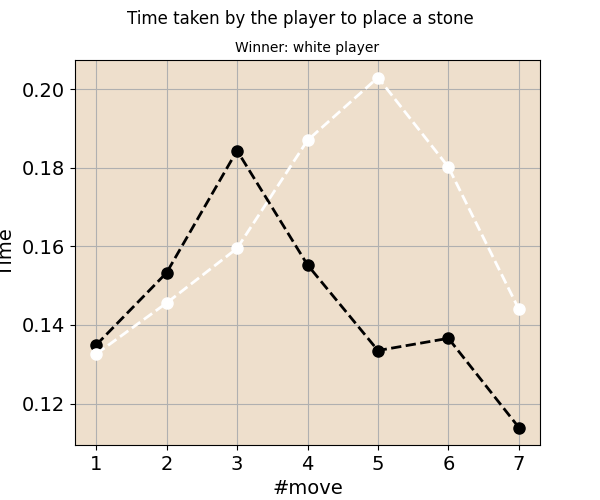 Time taken by the player to place a stone
Winner: white player
0.20
0.18
0.16
0.14
0.12
Time
1 2 3 4 5 6 7
#move